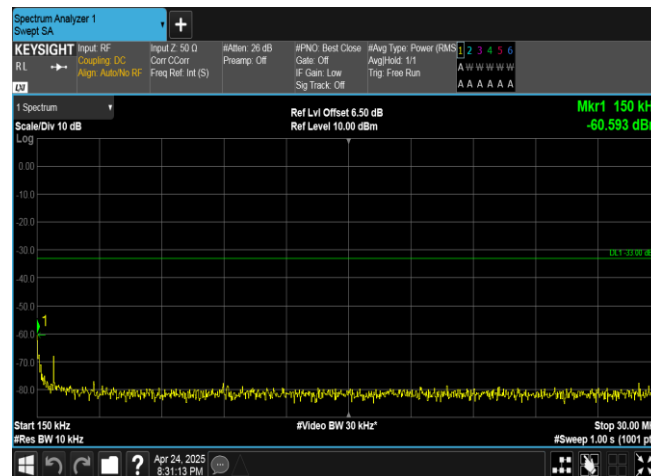 Spectrum Analyzer 1
Swept SA
+
KEYSIGHT Input: RF Input Z: 50 Ω #Atten: 26 dB #PNO: Best Close #Avg Type: Power (RMS 1 2 3 4 5 6
RL Coupling: DC Corr CCorr Preamp: Off Gate: Off Avg|Hold: 1/1 A W W W W W
Align: Auto/No RF Freq Ref: Int (S) IF Gain: Low Trig: Free Run
LXI Sig Track: Off A A A A A A
1 Spectrum Ref Lvl Offset 6.50 dB Mkr1 150 kH
Scale/Div 10 dB Ref Level 10.00 dBm -60.593 dB
Log
0.00
-10.0
-20.0
-30.0 DL1 -33.00 dB
-40.0
-50.0
1
-60.0
-70.0
-80.0
Start 150 kHz #Video BW 30 kHz* Stop 30.00 M
#Res BW 10 kHz #Sweep 1.00 s (1001 pt
? Apr 24, 2025
8:31:13 PM